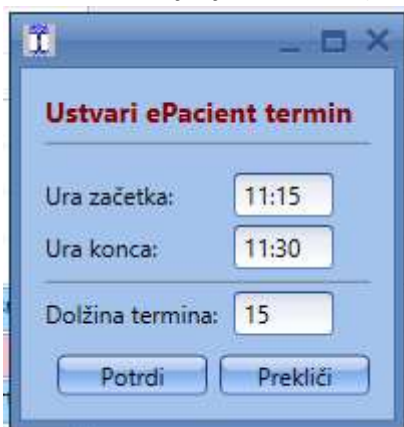 Ustvari ePacient termin
Ura začetka: 11:15
Ura konca: 11:30
Dolžina termina: 15
Potrdi Prekliči